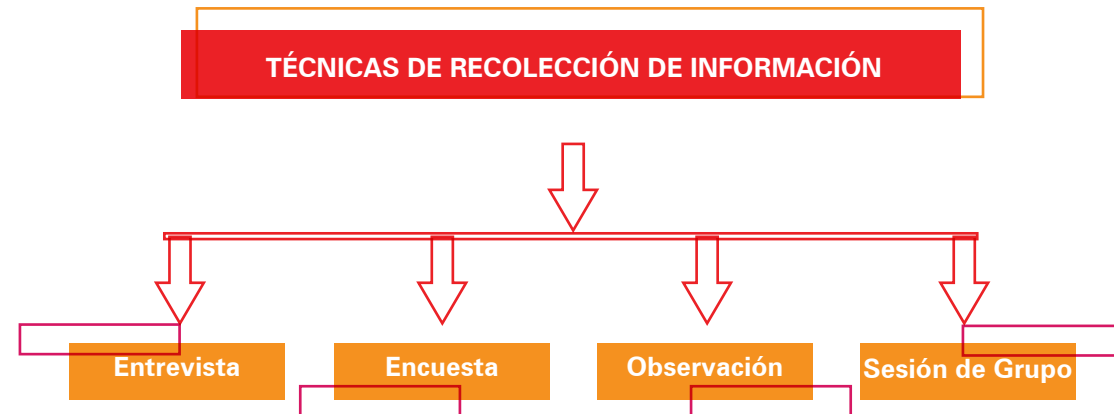 TÉCNICAS DE RECOLECCIÓN DE INFORMACIÓN
Entrevista
Encuesta
Observación
Sesión de Grupo